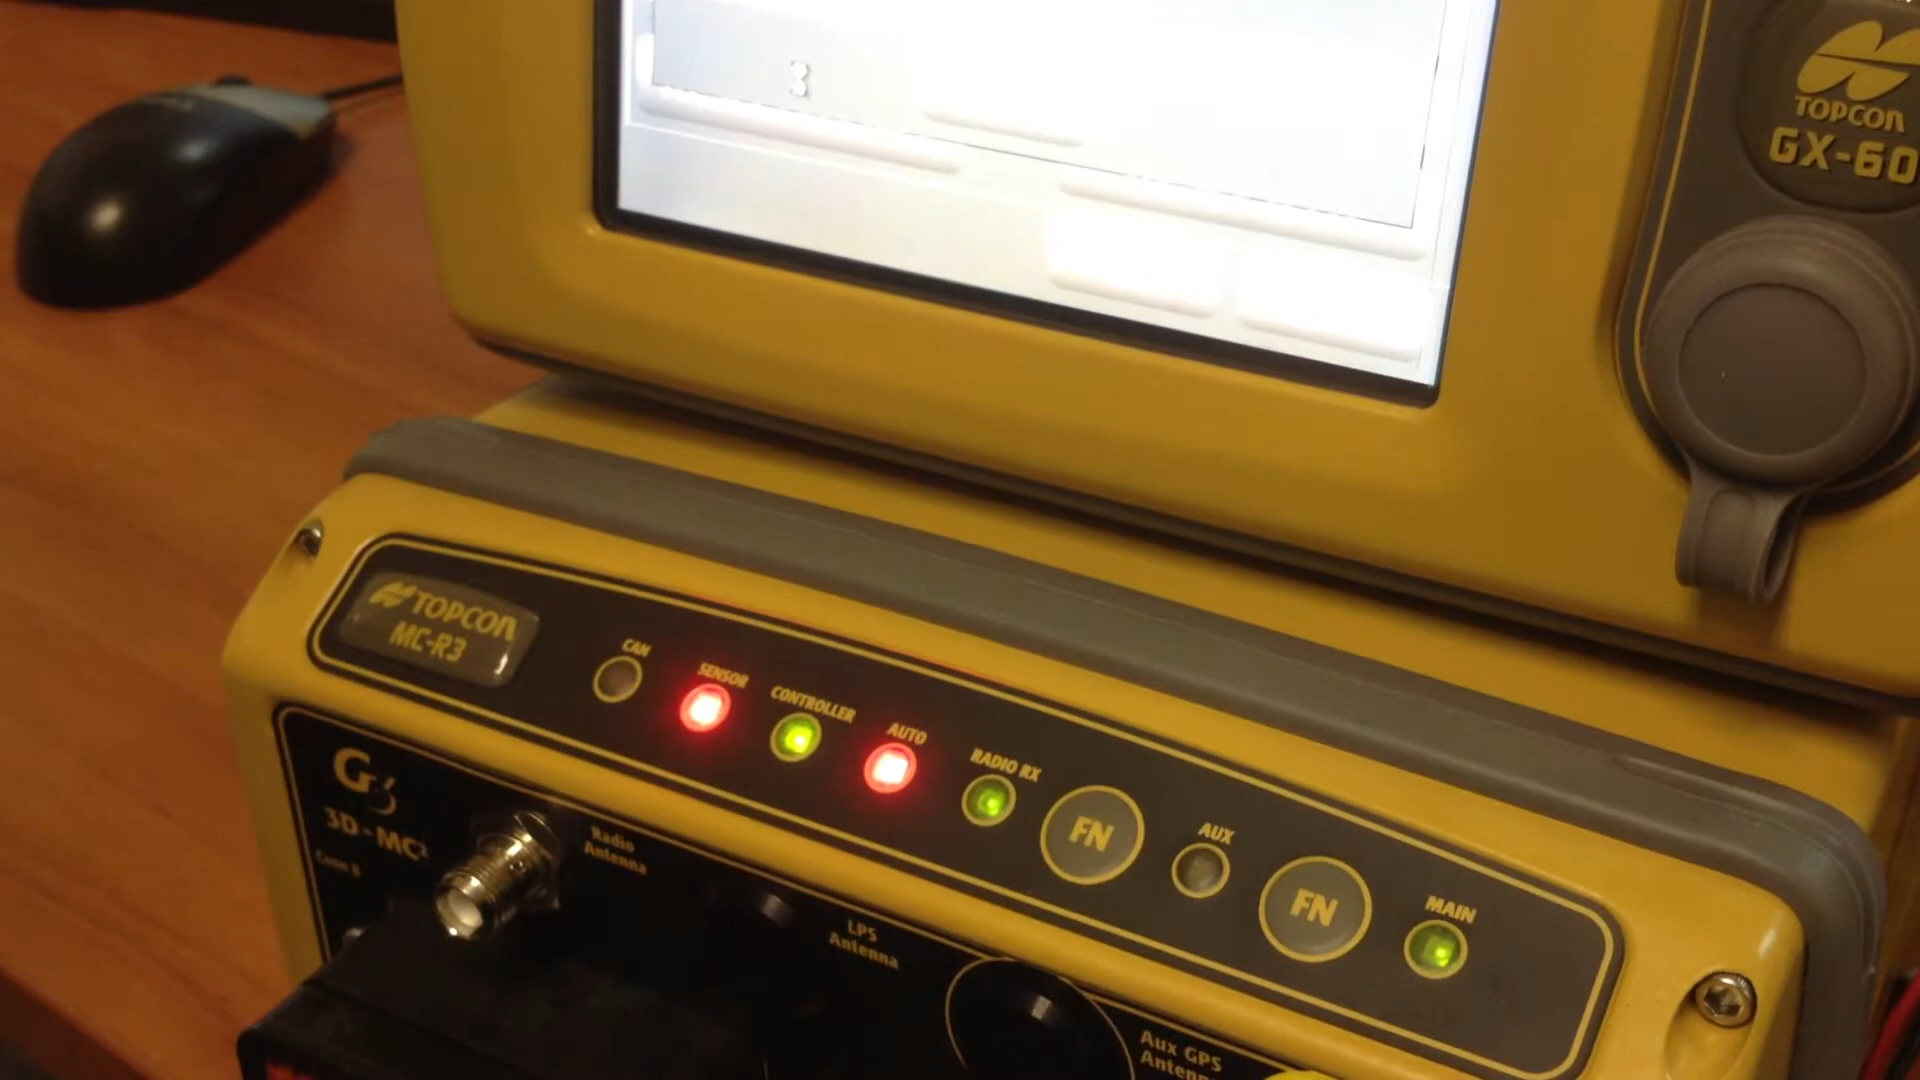 TOPCON
GX-60
TOPCON
MC-R3
CAN
SENSOR
CONTROLLER
AUTO
RADIO RX
FN
AUX
FN
MAIN
G3
3D-MC²
Radio
Antenna
LPS
Antenna
Aux GPS
Antenna